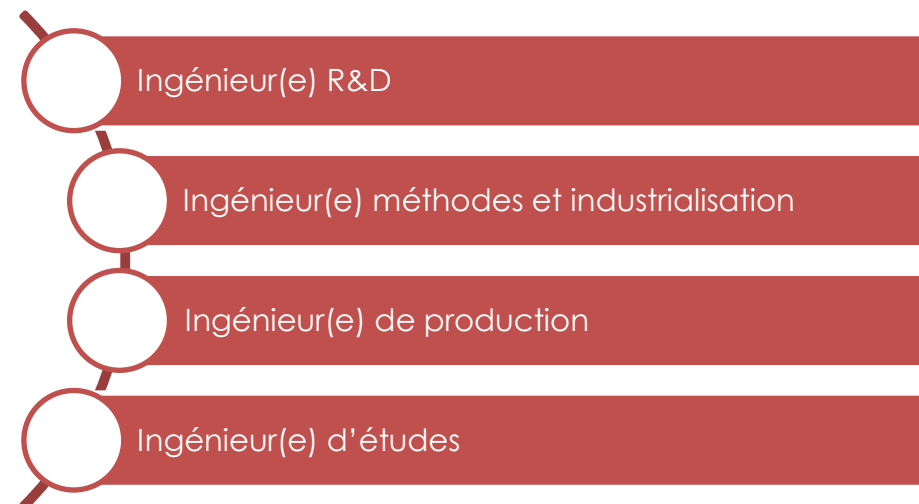 Ingénieur(e) R&D
Ingénieur(e) méthodes et industrialisation
Ingénieur(e) de production
Ingénieur(e) d’études